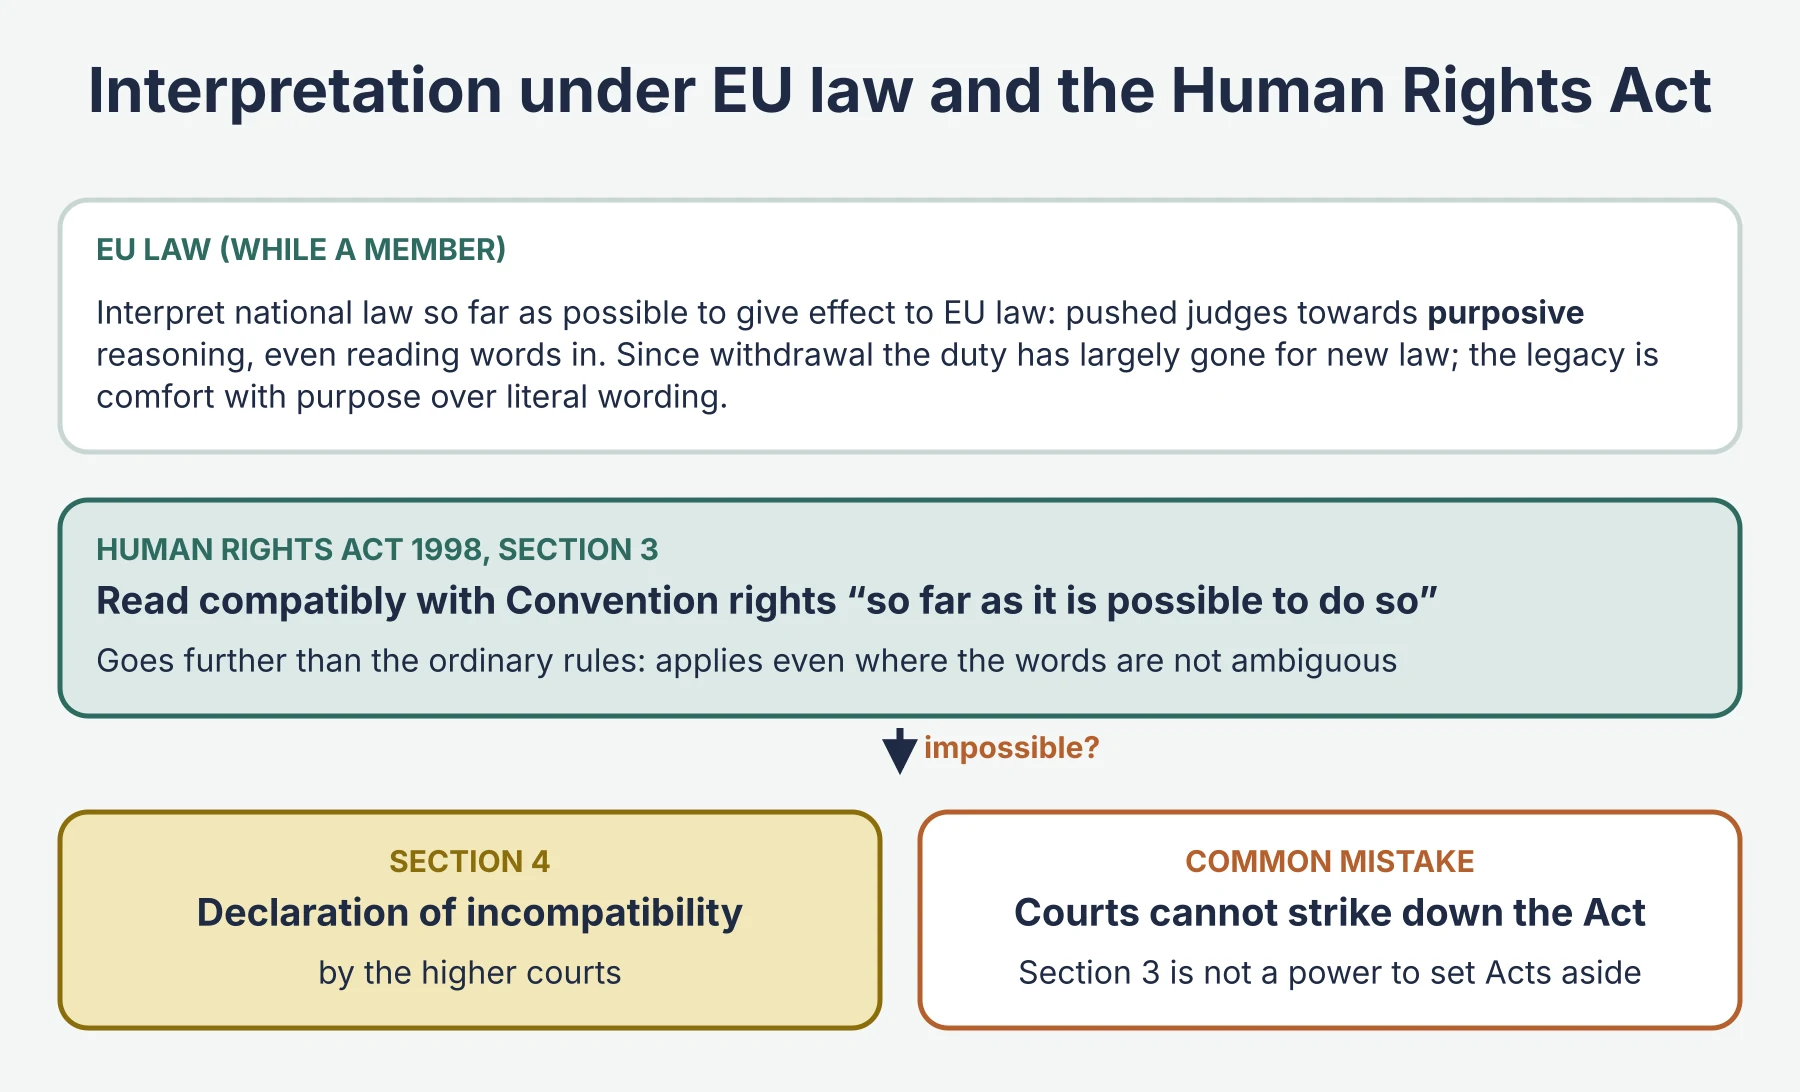 Interpretation under EU law and the Human Rights Act
EU LAW (WHILE A MEMBER)
Interpret national law so far as possible to give effect to EU law: pushed judges towards purposive
reasoning, even reading words in. Since withdrawal the duty has largely gone for new law; the legacy is
comfort with purpose over literal wording.
HUMAN RIGHTS ACT 1998, SECTION 3
Read compatibly with Convention rights “so far as it is possible to do so”
Goes further than the ordinary rules: applies even where the words are not ambiguous
impossible?
SECTION 4
Declaration of incompatibility
by the higher courts
COMMON MISTAKE
Courts cannot strike down the Act
Section 3 is not a power to set Acts aside